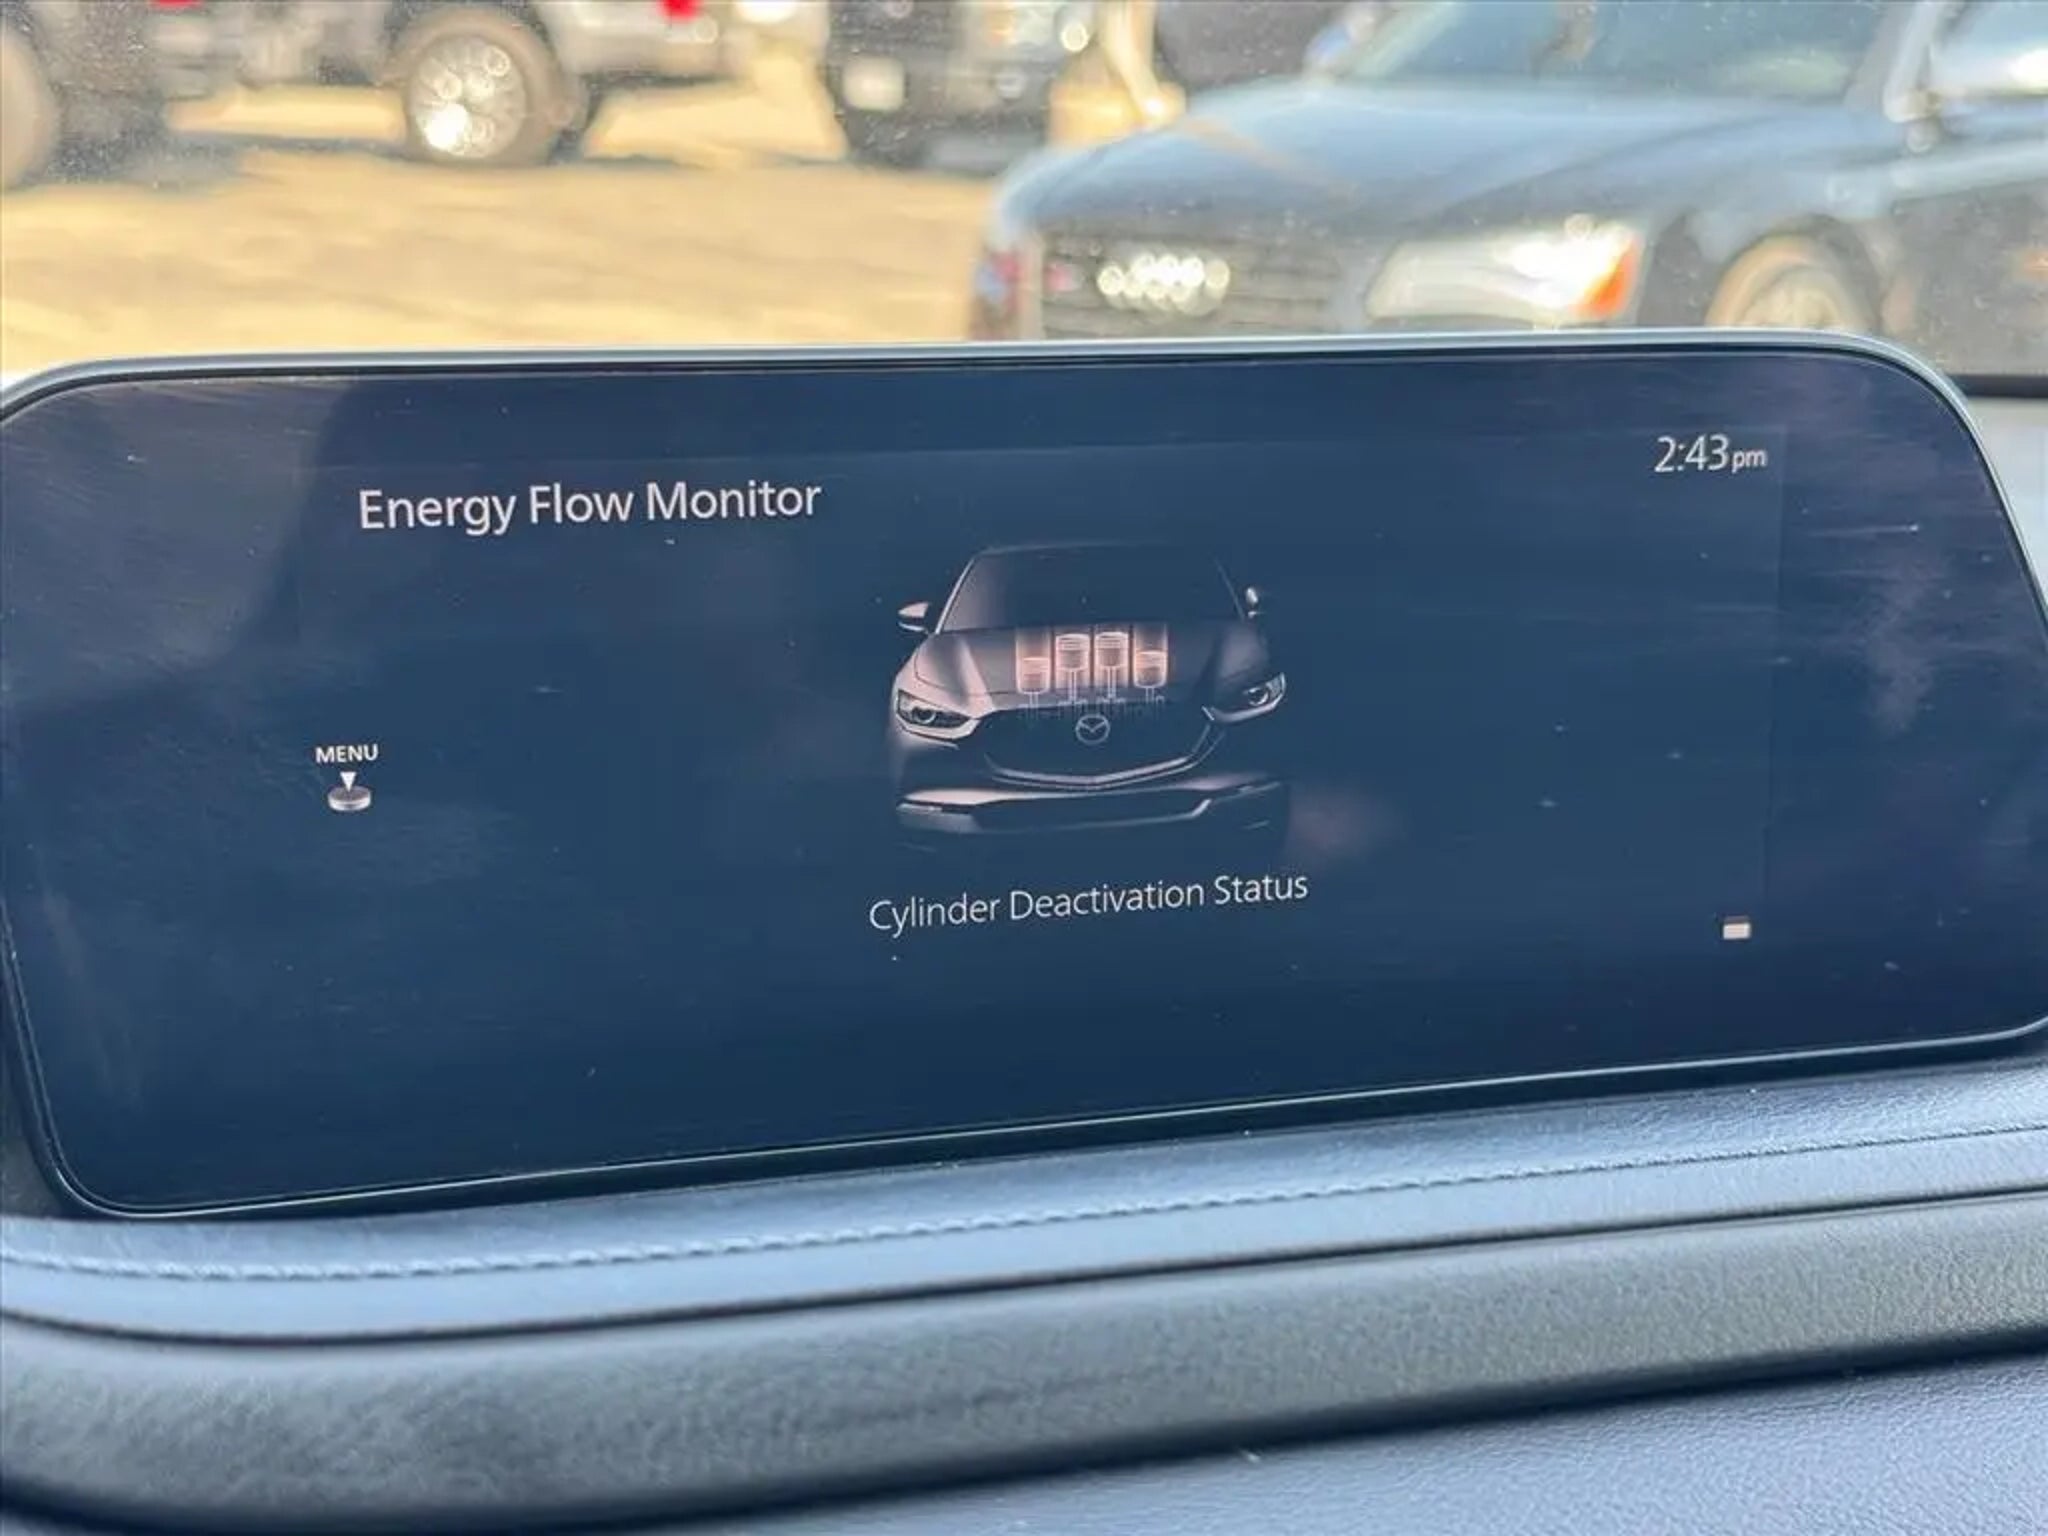 2:43pm
Energy Flow Monitor
MENU
Cylinder Deactivation Status